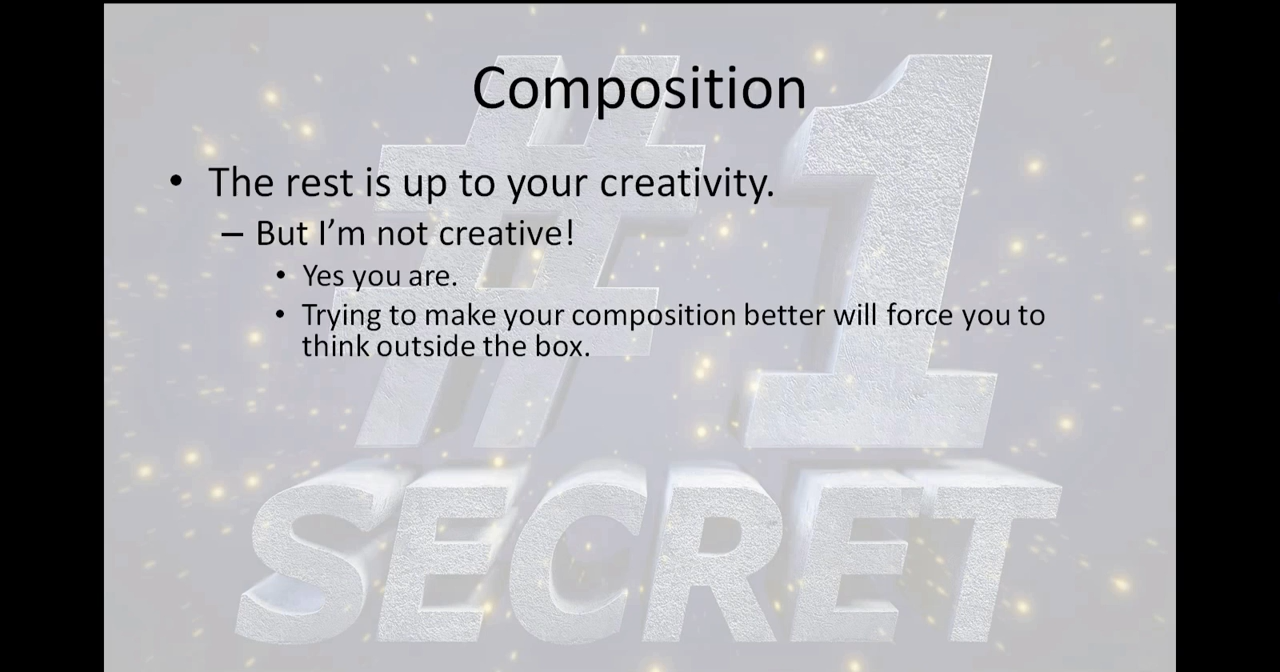 Composition
• The rest is up to your creativity.
– But I’m not creative!
• Yes you are.
• Trying to make your composition better will force you to
think outside the box.
#1
SECRET